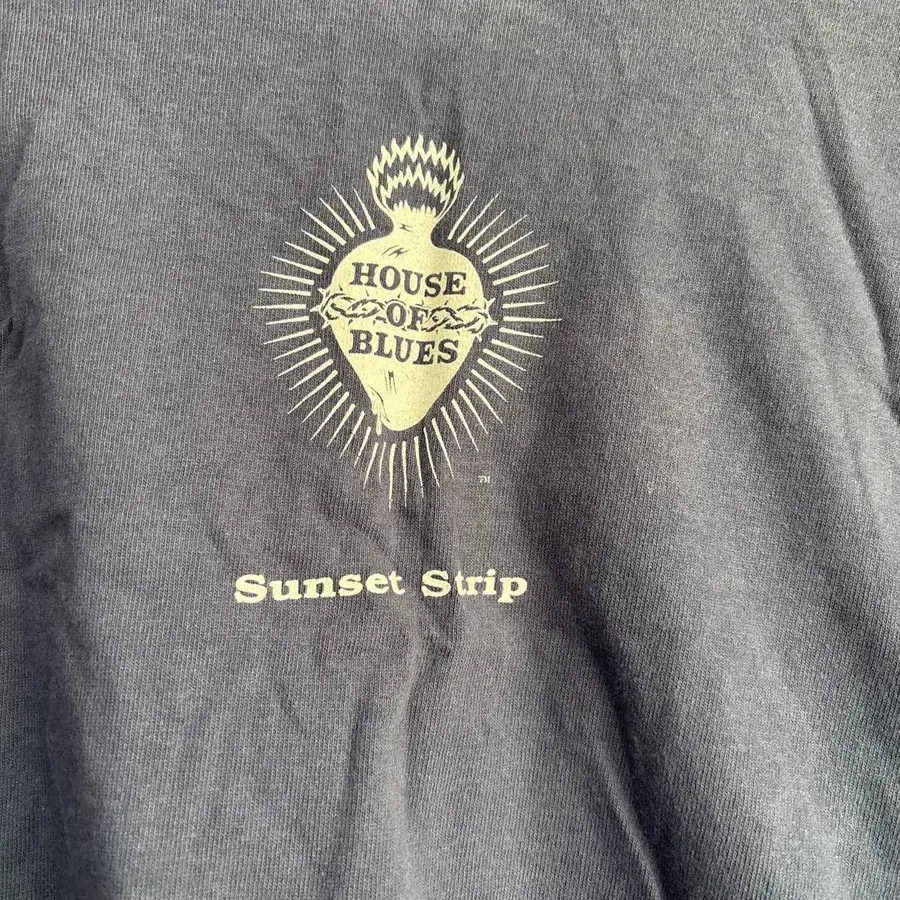 HOUSE
OF
BLUES
TM
Sunset Strip